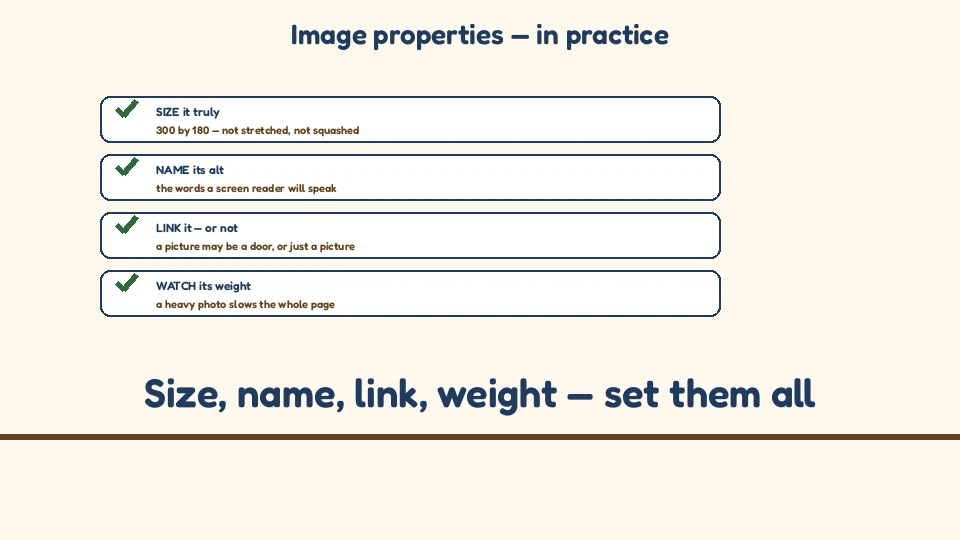 Image properties — in practice
SIZE it truly
300 by 180 — not stretched, not squashed
NAME its alt
the words a screen reader will speak
LINK it — or not
a picture may be a door, or just a picture
WATCH its weight
a heavy photo slows the whole page
Size, name, link, weight — set them all